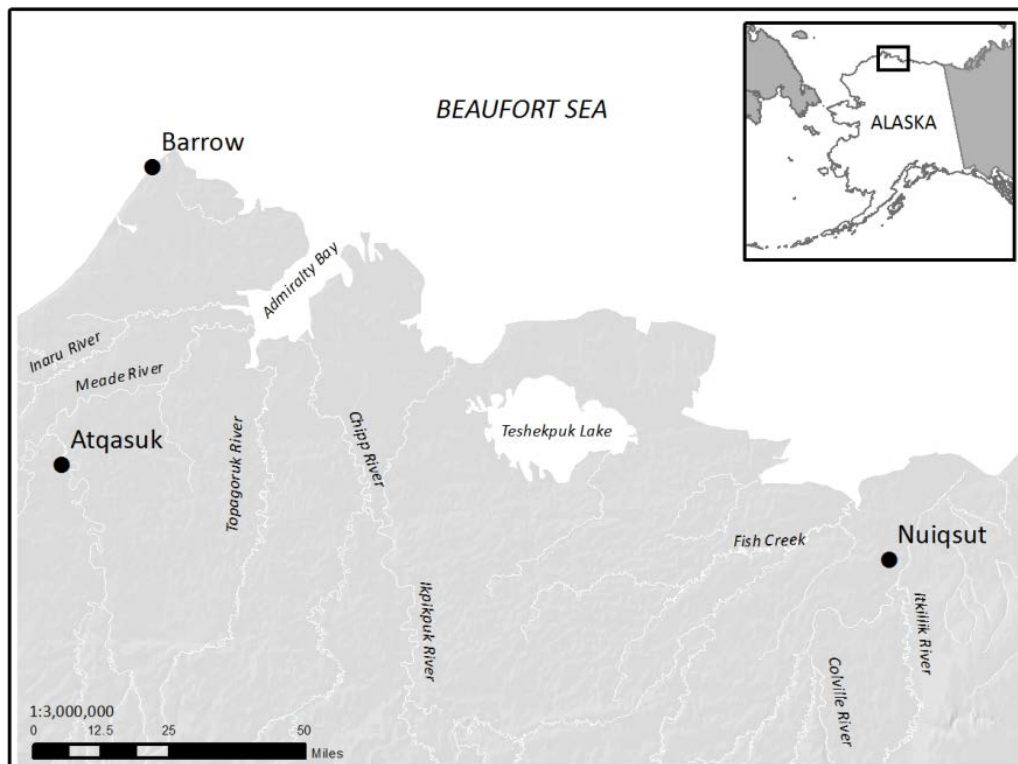 BEAUFORT SEA
ALASKA
Barrow
Admiralty Bay
Inaru River
Meade River
Atqasuk
Topagoruk River
Chipp River
Teshekpuk Lake
Ikpikpuk River
Fish Creek
Nuiqsut
Itkillik River
Colville River
1:3,000,000
0 12.5 25 50
Miles